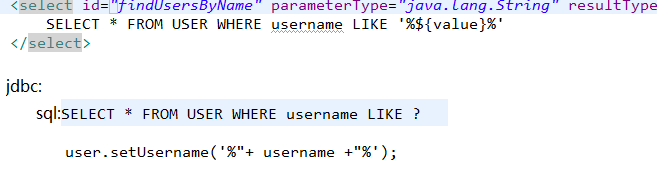 <select id="findUsersByName" parameterType="java.lang.String" resultType
SELECT * FROM USER WHERE username LIKE '%${value}%'
</select>
jdbc:
sql:SELECT * FROM USER WHERE username LIKE ?
user.setUsername('%"+ username +"%');